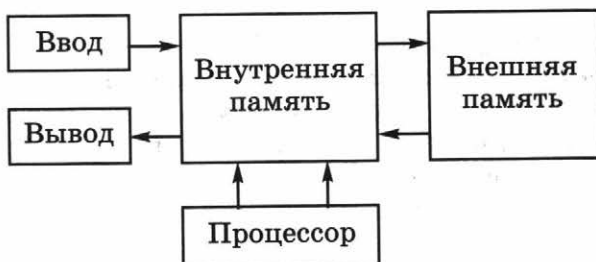 Ввод
Вывод
Внутренняя
память
Внешняя
память
Процессор